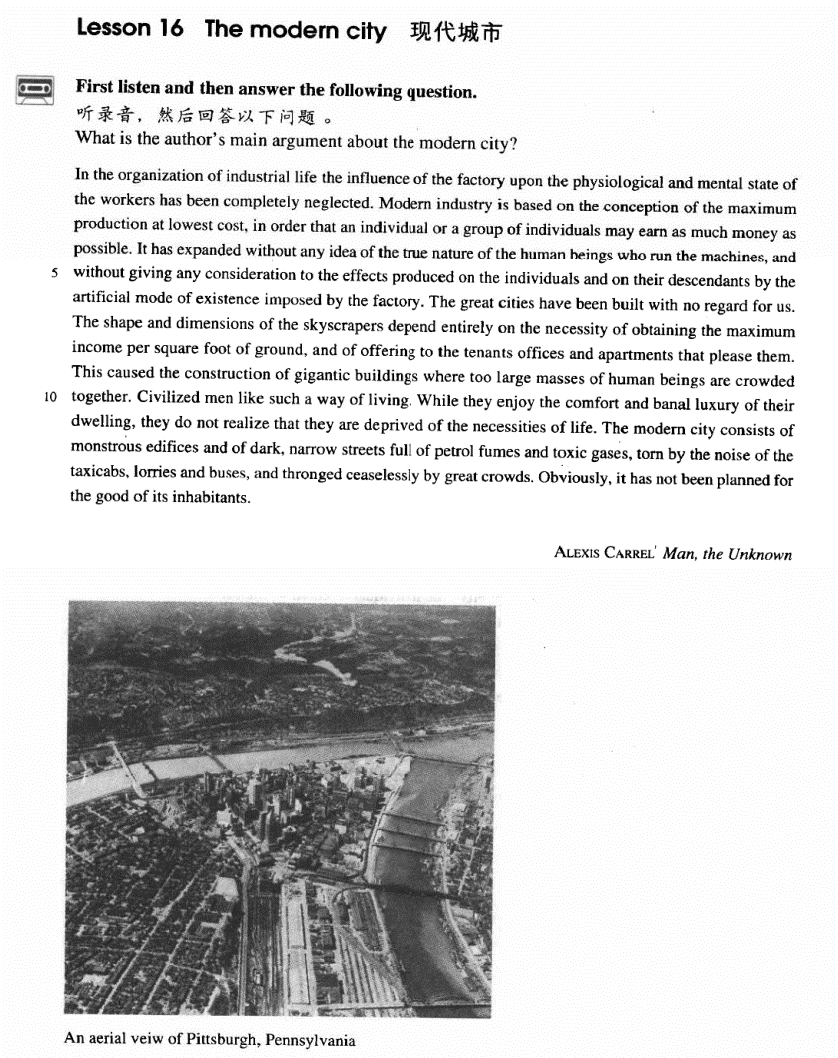 Lesson 16 The modern city 现代城市
First listen and then answer the following question.
听录音，然后回答以下问题。
What is the author's main argument about the modern city?
In the organization of industrial life the influence of the factory upon the physiological and mental state of
the workers has been completely neglected. Modern industry is based on the conception of the maximum
production at lowest cost, in order that an individual or a group of individuals may earn as much money as
possible. It has expanded without any idea of the true nature of the human beings who run the machines, and
5 without giving any consideration to the effects produced on the individuals and on their descendants by the
artificial mode of existence imposed by the factory. The great cities have been built with no regard for us.
The shape and dimensions of the skyscrapers depend entirely on the necessity of obtaining the maximum
income per square foot of ground, and of offering to the tenants offices and apartments that please them.
This caused the construction of gigantic buildings where too large masses of human beings are crowded
10 together. Civilized men like such a way of living. While they enjoy the comfort and banal luxury of their
dwelling, they do not realize that they are deprived of the necessities of life. The modern city consists of
monstrous edifices and of dark, narrow streets full of petrol fumes and toxic gases, torn by the noise of the
taxicabs, lorries and buses, and thronged ceaselessly by great crowds. Obviously, it has not been planned for
the good of its inhabitants.
ALEXIS CARREL Man, the Unknown
An aerial veiw of Pittsburgh, Pennsylvania